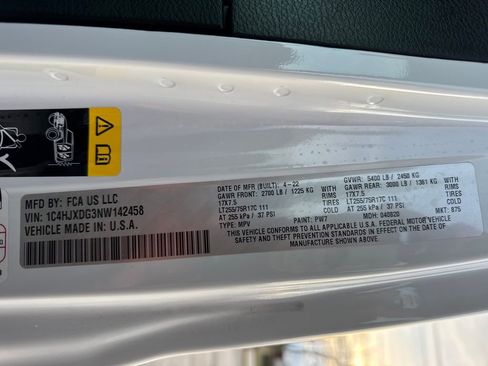 MFD BY: FCA US LLC
VIN: 1C4HJXDG3NW142458
VEHICLE MADE IN: U.S.A.
DATE OF MFR (BUILT): 4-22 GVWR: 5400 LB / 2450 KG
GAWR FRONT: 2700 LB / 1225 KG WITH GAWR REAR: 3000 LB / 1361 KG WITH
17X7.5 RIMS 17X7.5 RIMS
LT255/75R17C 111 TIRES LT255/75R17C 111 TIRES
AT 255 kPa / 37 PSI COLD AT 255 kPa / 37 PSI COLD
TYPE: MPV PAINT: PW7 MDH: 040820 MKT: 875
THIS VEHICLE CONFORMS TO ALL APPLICABLE U.S.A. FEDERAL MOTOR VEHICLE
SAFETY AND THEFT PREVENTION STANDARDS IN EFFECT ON THE DATE OF
MANUFACTURE SHOWN ABOVE.